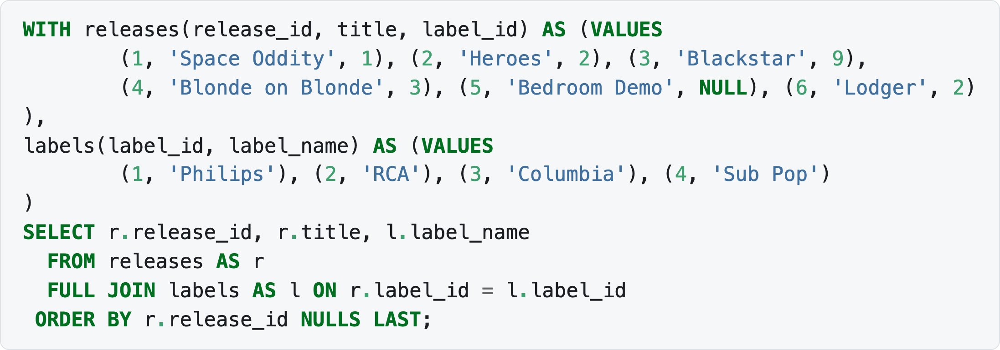 WITH releases(release_id, title, label_id) AS (VALUES
        (1, 'Space Oddity', 1), (2, 'Heroes', 2), (3, 'Blackstar', 9),
        (4, 'Blonde on Blonde', 3), (5, 'Bedroom Demo', NULL), (6, 'Lodger', 2)
),
labels(label_id, label_name) AS (VALUES
        (1, 'Philips'), (2, 'RCA'), (3, 'Columbia'), (4, 'Sub Pop')
)
SELECT r.release_id, r.title, l.label_name
  FROM releases AS r
  FULL JOIN labels AS l ON r.label_id = l.label_id
 ORDER BY r.release_id NULLS LAST;